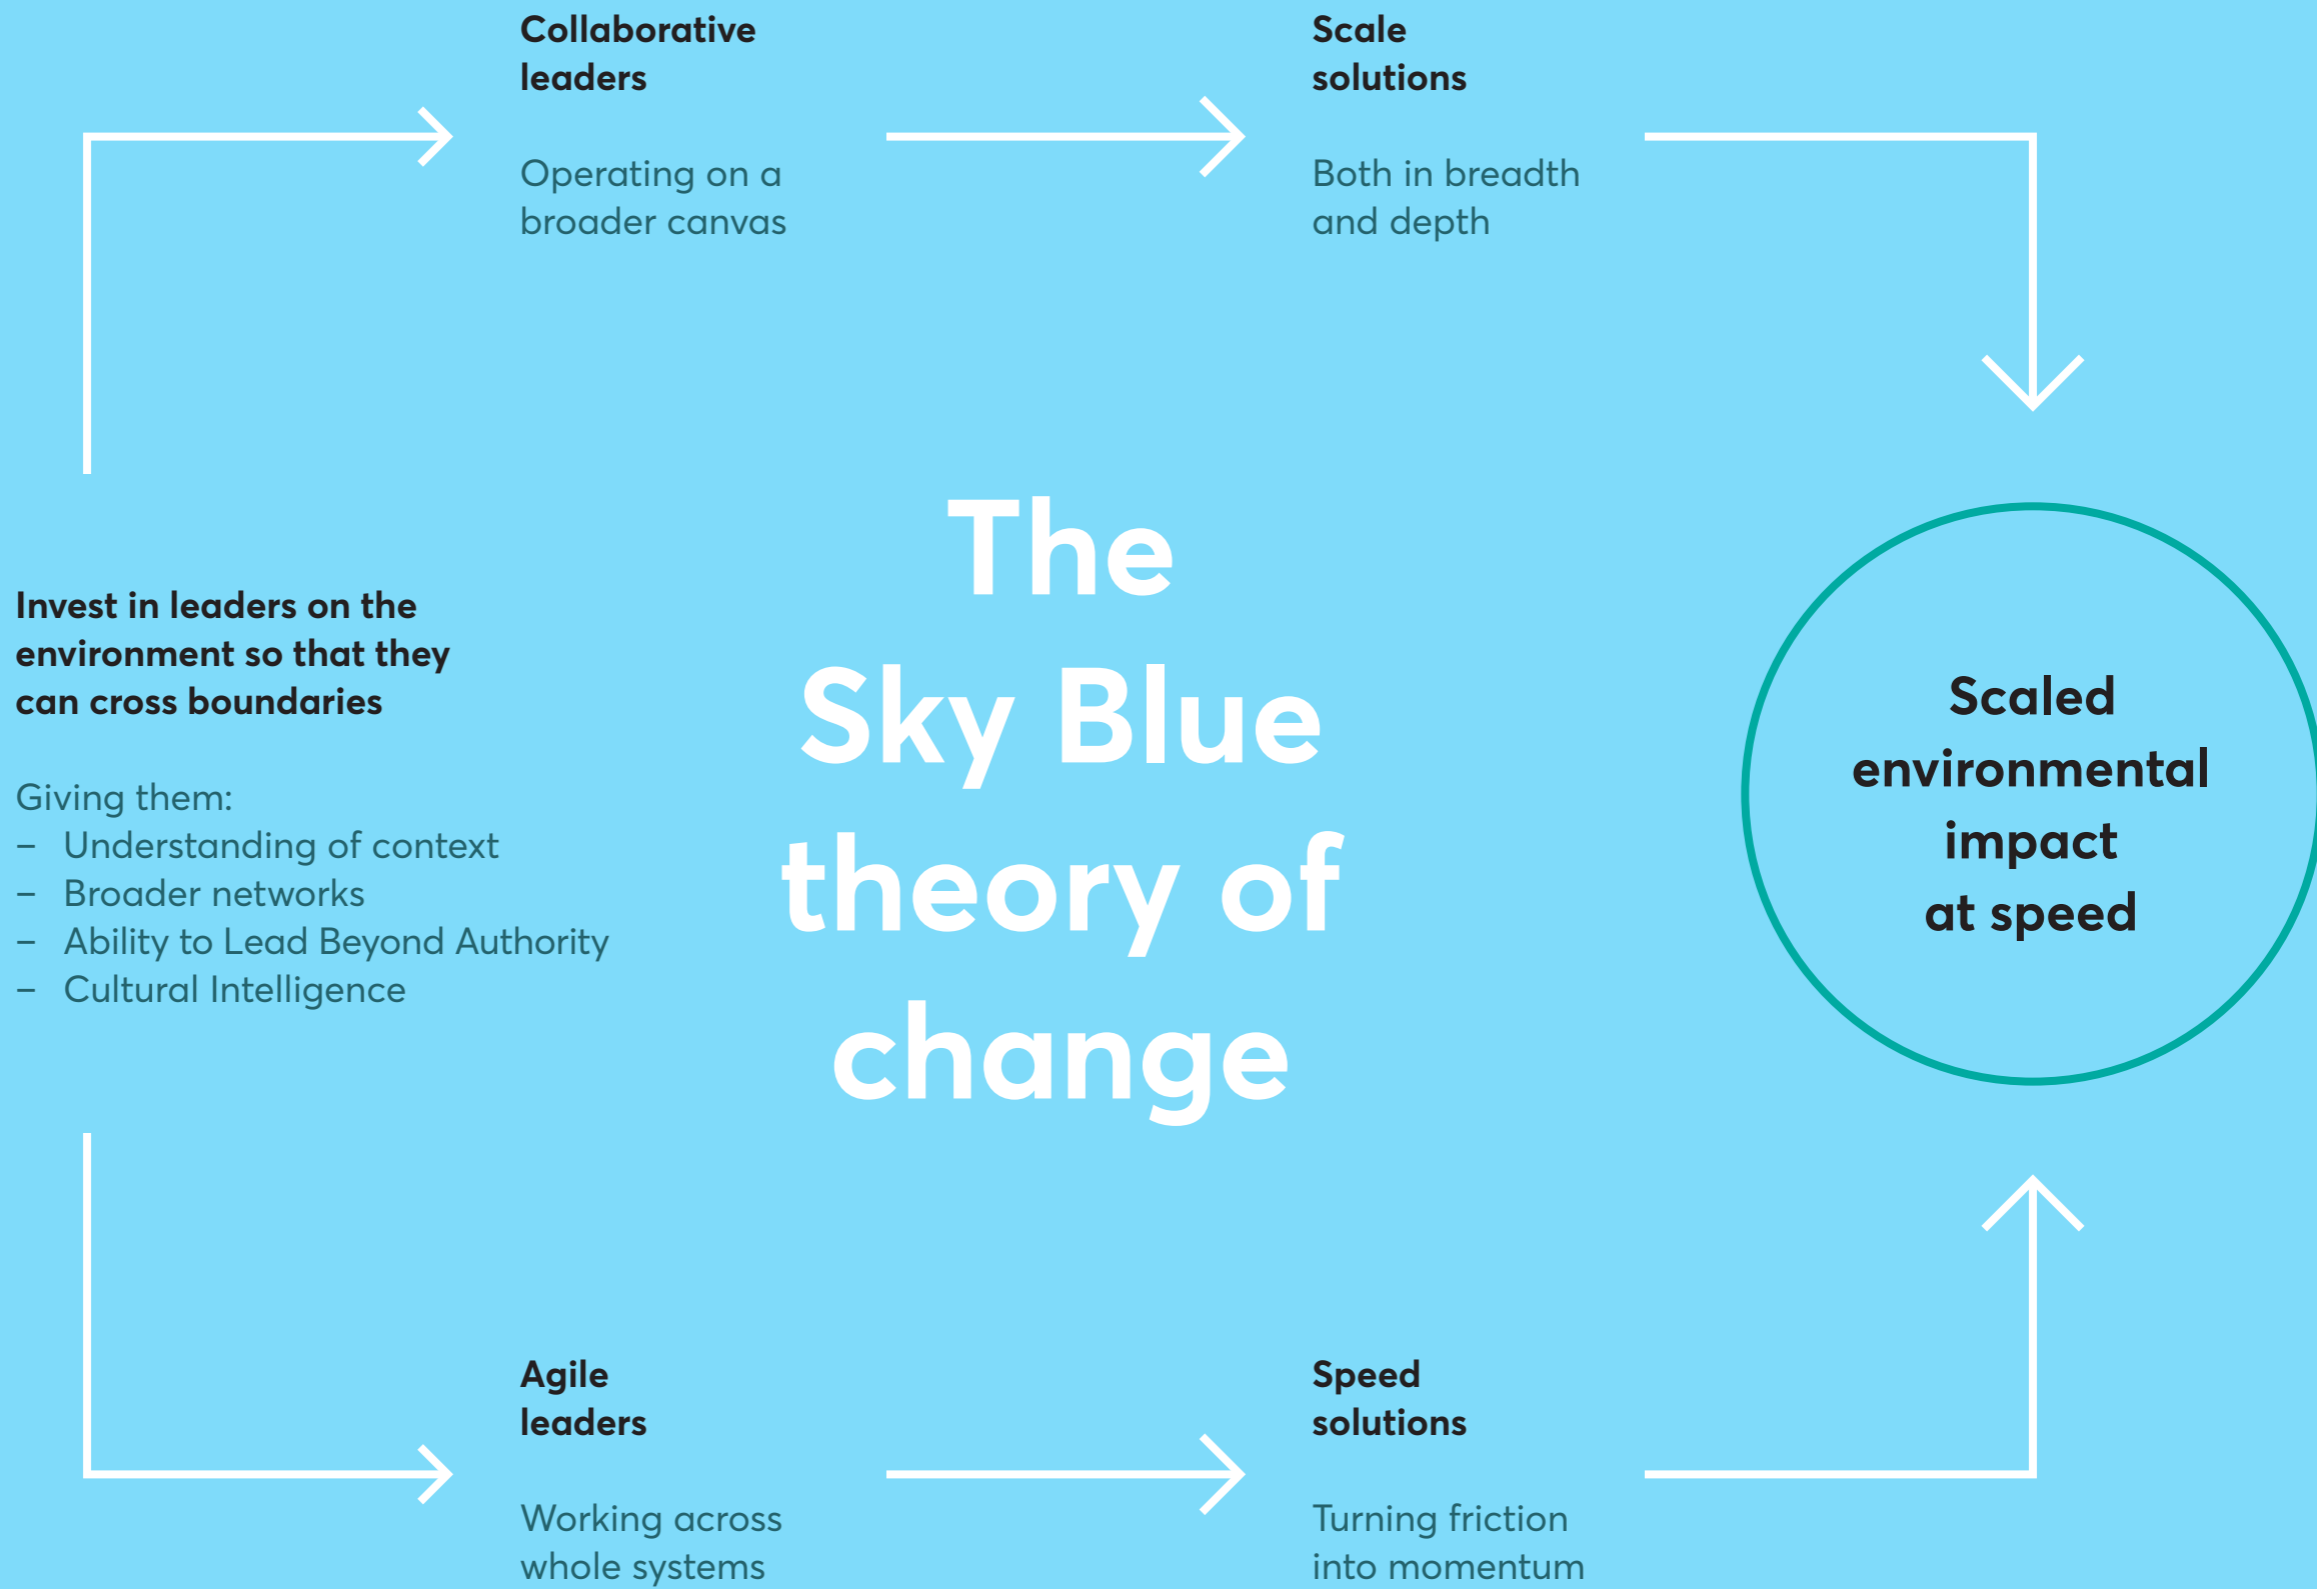 Collaborative
leaders
Operating on a
broader canvas
Scale
solutions
Both in breadth
and depth
Invest in leaders on the
environment so that they
can cross boundaries
Giving them:
– Understanding of context
– Broader networks
– Ability to Lead Beyond Authority
– Cultural Intelligence
The
Sky Blue
theory of
change
Scaled
environmental
impact
at speed
Agile
leaders
Working across
whole systems
Speed
solutions
Turning friction
into momentum